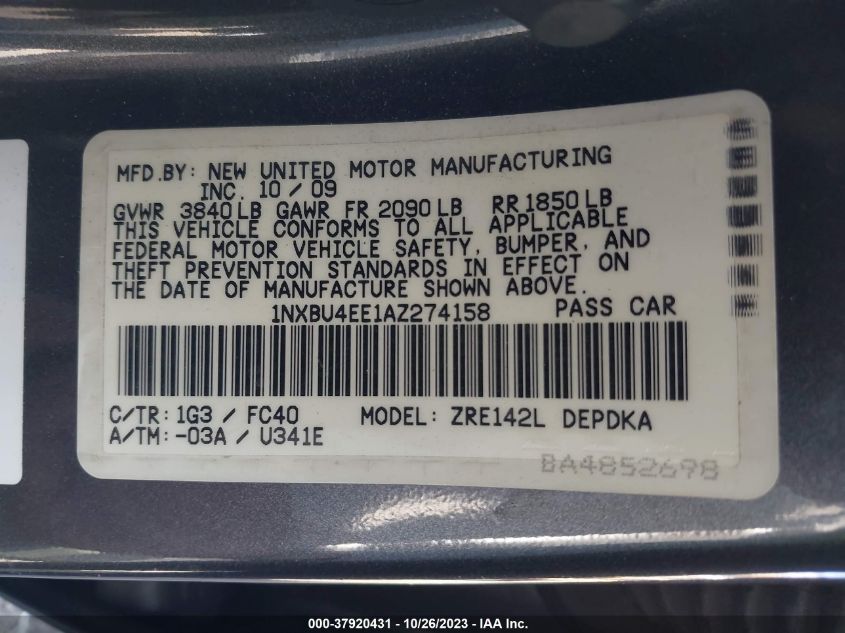 MFD.BY: NEW UNITED MOTOR MANUFACTURING
INC. 10 / 09
GVWR 3840 LB GAWR FR 2090 LB RR 1850 LB
THIS VEHICLE CONFORMS TO ALL APPLICABLE
FEDERAL MOTOR VEHICLE SAFETY, BUMPER, AND
THEFT PREVENTION STANDARDS IN EFFECT ON
THE DATE OF MANUFACTURE SHOWN ABOVE.
1NXBU4EE1AZ274158 PASS CAR
C/TR: 1G3 / FC40 MODEL: ZRE142L DEPDKA
A/TM: -03A / U341E
BA4852698
000-37920431 - 10/26/2023 - IAA Inc.